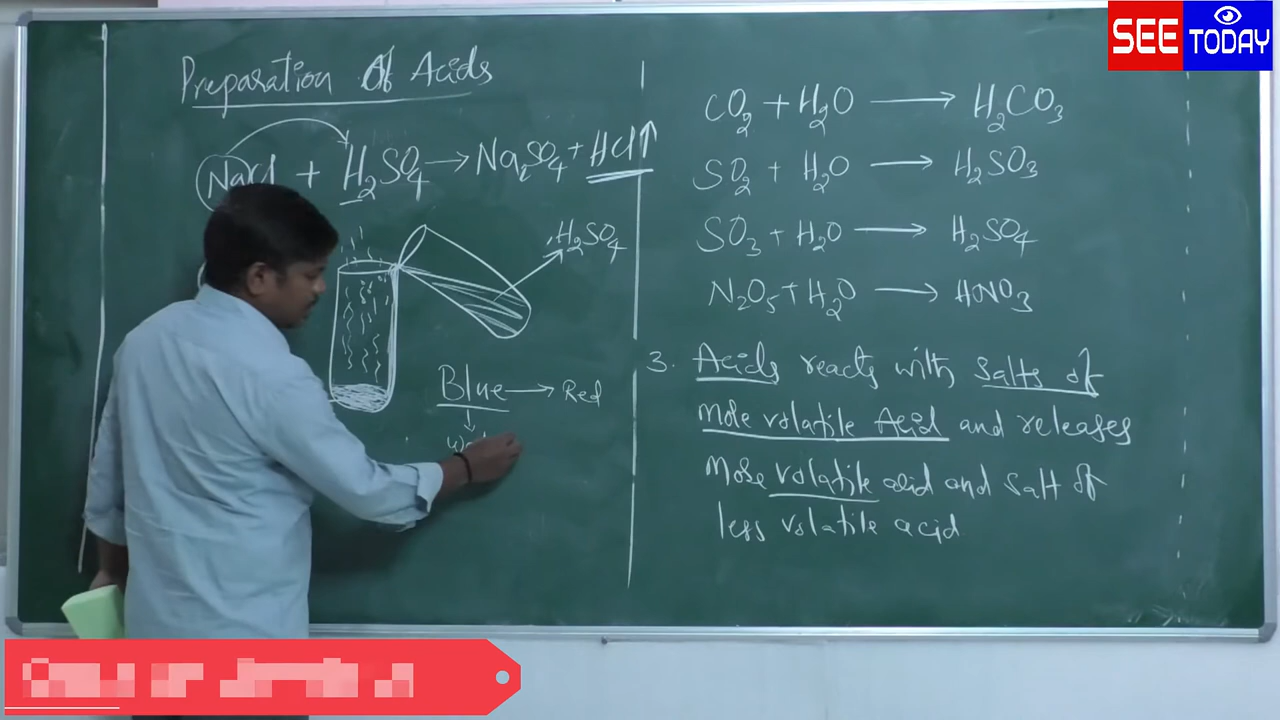 SEE TODAY
Preparation Of Acids
NaCl + H₂SO₄ → Na₂SO₄ + HCl ↑
H₂SO₄
Blue → Red
CO₂ + H₂O → H₂CO₃
SO₂ + H₂O → H₂SO₃
SO₃ + H₂O → H₂SO₄
N₂O₅ + H₂O → HNO₃
3. Acids reacts with Salts of
more volatile Acid and releases
more volatile acid and salt of
less volatile acid